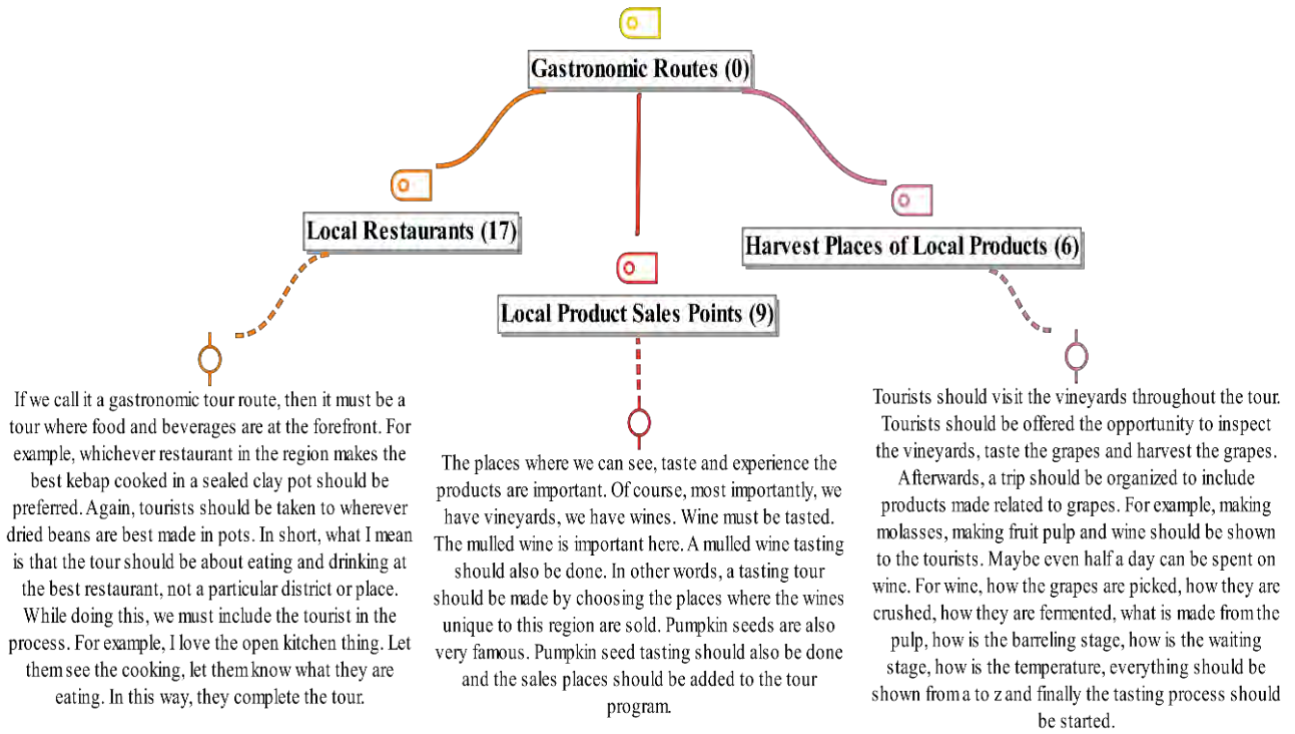 Gastronomic Routes (0)
Local Restaurants (17)
Local Product Sales Points (9)
Harvest Places of Local Products (6)
If we call it a gastronomic tour route, then it must be a
tour where food and beverages are at the forefront. For
example, whichever restaurant in the region makes the
best kebap cooked in a sealed clay pot should be
preferred. Again, tourists should be taken to wherever
dried beans are best made in pots. In short, what I mean
is that the tour should be about eating and drinking at
the best restaurant, not a particular district or place.
While doing this, we must include the tourist in the
process. For example, I love the open kitchen thing. Let
them see the cooking, let them know what they are
eating. In this way, they complete the tour.
The places where we can see, taste and experience the
products are important. Of course, most importantly, we
have vineyards, we have wines. Wine must be tasted.
The mulled wine is important here. A mulled wine tasting
should also be done. In other words, a tasting tour
should be made by choosing the places where the wines
unique to this region are sold. Pumpkin seeds are also
very famous. Pumpkin seed tasting should also be done
and the sales places should be added to the tour
program.
Tourists should visit the vineyards throughout the tour.
Tourists should be offered the opportunity to inspect
the vineyards, taste the grapes and harvest the grapes.
Afterwards, a trip should be organized to include
products made related to grapes. For example, making
molasses, making fruit pulp and wine should be shown
to the tourists. Maybe even half a day can be spent on
wine. For wine, how the grapes are picked, how they are
crushed, how they are fermented, what is made from the
pulp, how is the barreling stage, how is the waiting
stage, how is the temperature, everything should be
shown from a to z and finally the tasting process should
be started.